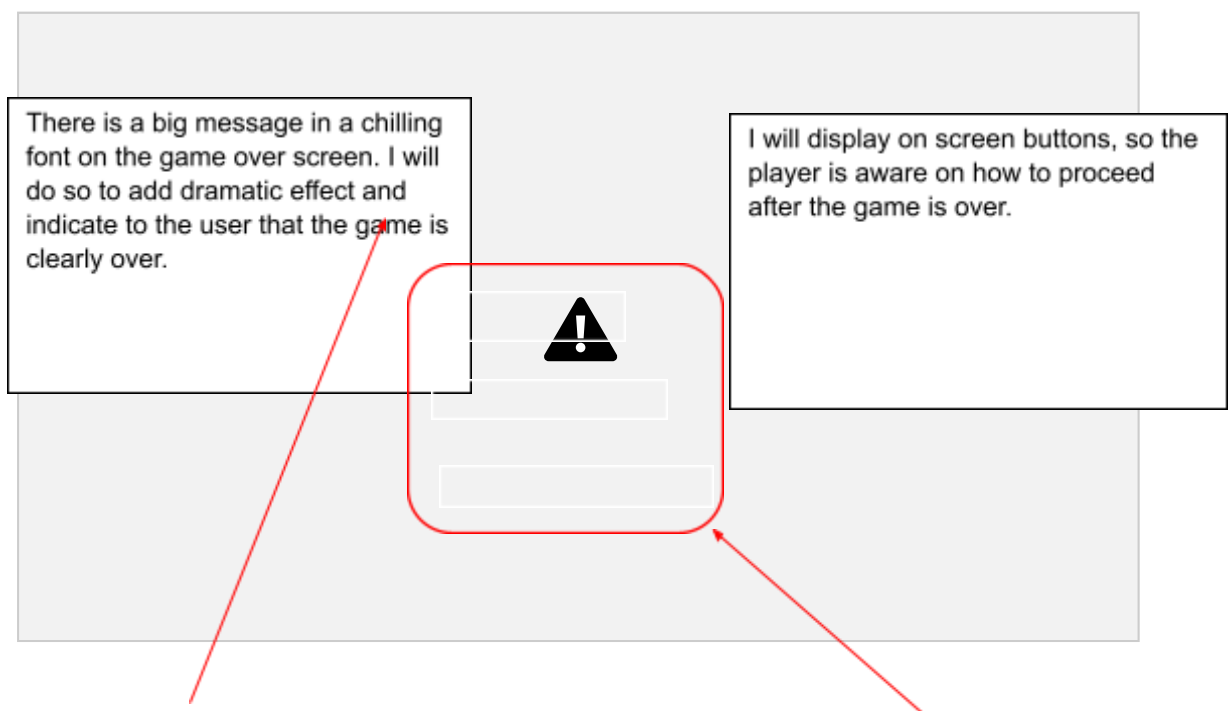 There is a big message in a chilling
font on the game over screen. I will
do so to add dramatic effect and
indicate to the user that the game is
clearly over.
I will display on screen buttons, so the
player is aware on how to proceed
after the game is over.